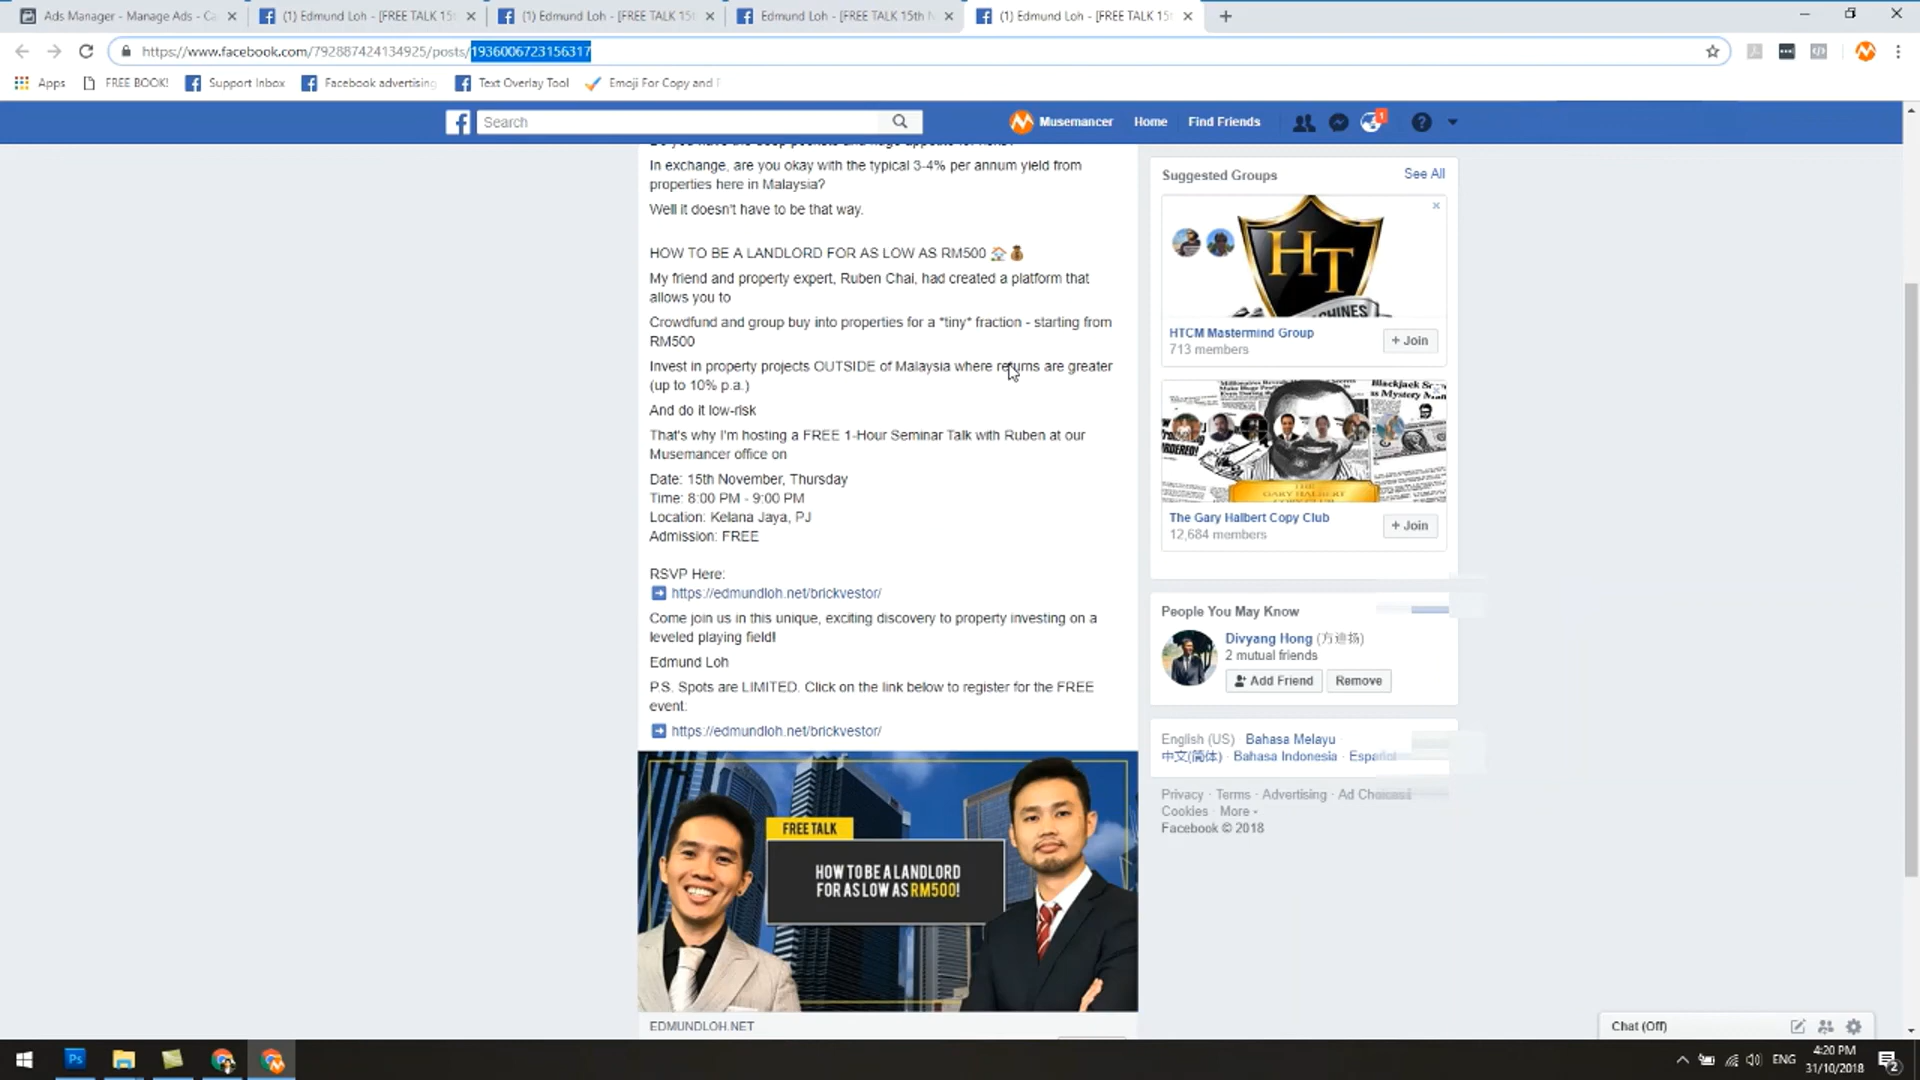 Ads Manager - Manage Ads - Ca
(1) Edmund Loh - [FREE TALK 15
(1) Edmund Loh - [FREE TALK 15t
Edmund Loh - [FREE TALK 15th N
(1) Edmund Loh - [FREE TALK 15
https://www.facebook.com/792887424134925/posts/1936006723156317
Apps
FREE BOOK!
Support Inbox
Facebook advertising
Text Overlay Tool
Emoji For Copy and
Search
Musemancer
Home
Find Friends
1
In exchange, are you okay with the typical 3-4% per annum yield from
properties here in Malaysia?
Well it doesn't have to be that way.
HOW TO BE A LANDLORD FOR AS LOW AS RM500 🏠💰
My friend and property expert, Ruben Chai, had created a platform that
allows you to
Crowdfund and group buy into properties for a *tiny* fraction - starting from
RM500
Invest in property projects OUTSIDE of Malaysia where returns are greater
(up to 10% p.a.)
And do it low-risk
That's why I'm hosting a FREE 1-Hour Seminar Talk with Ruben at our
Musemancer office on
Date: 15th November, Thursday
Time: 8:00 PM - 9:00 PM
Location: Kelana Jaya, PJ
Admission: FREE
RSVP Here:
➡ https://edmundloh.net/brickvestor/
Come join us in this unique, exciting discovery to property investing on a
leveled playing field!
Edmund Loh
P.S. Spots are LIMITED. Click on the link below to register for the FREE
event:
➡ https://edmundloh.net/brickvestor/
FREE TALK
HOW TO BE A LANDLORD
FOR AS LOW AS RM500!
EDMUNDLOH.NET
Suggested Groups
See All
HT
HTCM Mastermind Group
713 members
+ Join
THE
GARY HALBERT
COPY CLUB
The Gary Halbert Copy Club
12,684 members
+ Join
People You May Know
Divyang Hong (方迪扬)
2 mutual friends
Add Friend
Remove
English (US) · Bahasa Melayu
中文(简体) · Bahasa Indonesia · Español
Privacy · Terms · Advertising · Ad Choices
Cookies · More
Facebook © 2018
Chat (Off)
Ps
ENG
4:20 PM
31/10/2018
2